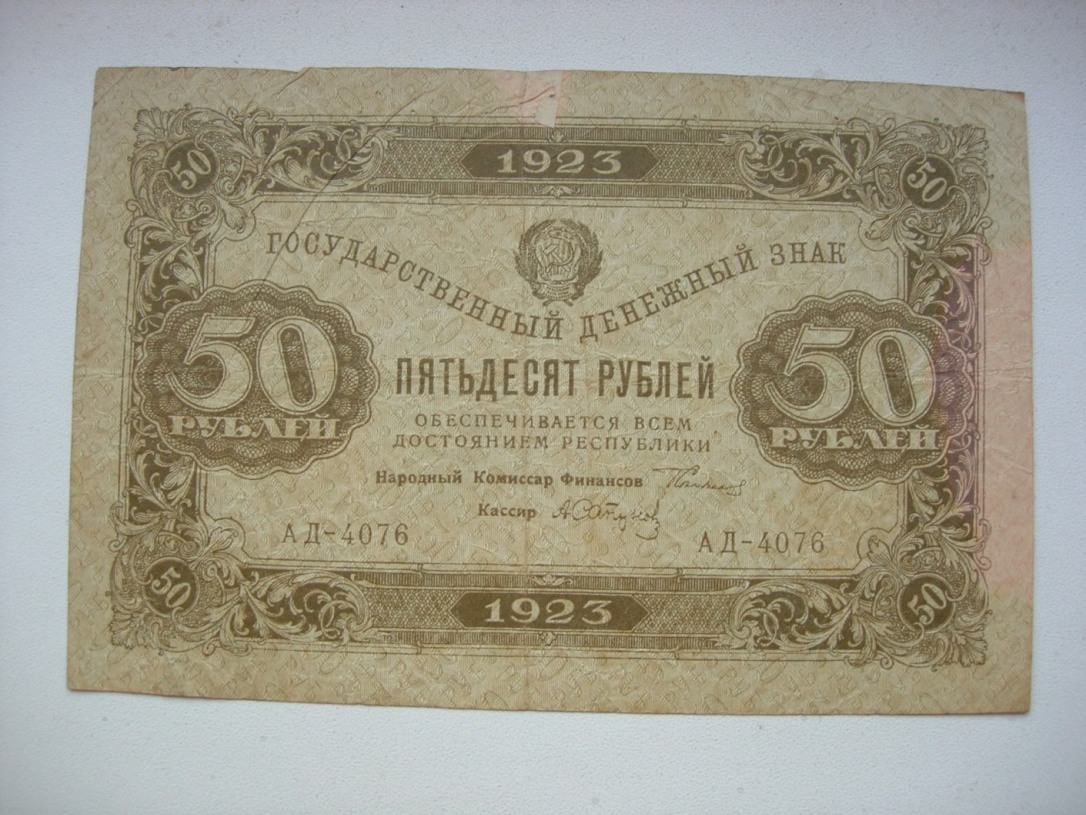 1923
50 50
ГОСУДАРСТВЕННЫЙ ДЕНЕЖНЫЙ ЗНАК
50 РУБЛЕЙ
ПЯТЬДЕСЯТ РУБЛЕЙ
50 РУБЛЕЙ
ОБЕСПЕЧИВАЕТСЯ ВСЕМ
ДОСТОЯНИЕМ РЕСПУБЛИКИ
Народный Комиссар Финансов
Кассир
АД-4076 АД-4076
50 50
1923